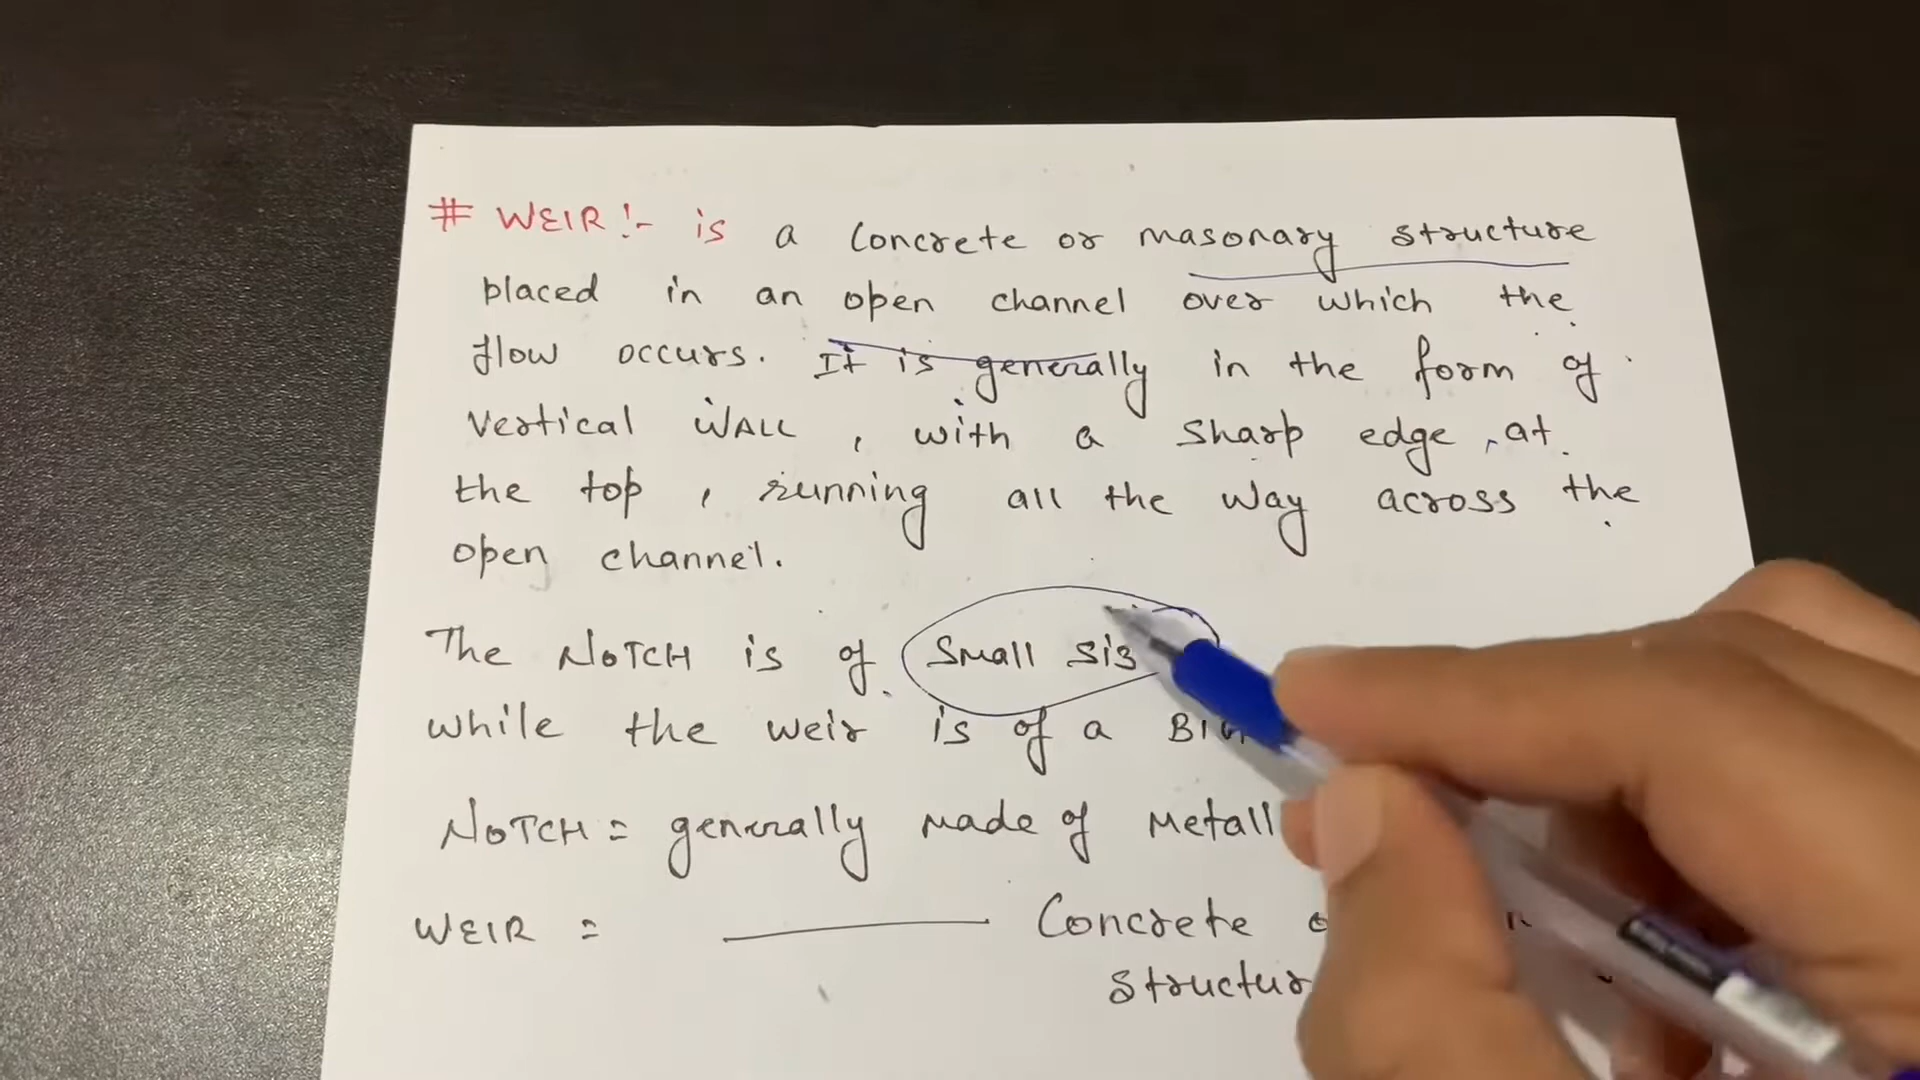 # WEIR!- is a Concrete or masonary structure
placed in an open channel over which the
flow occurs. It is generally in the form of
vertical WALL, with a sharp edge, at
the top, running all the way across the
open channel.
The NOTCH is of Small
while the weir is of a
NOTCH = generally made of Metall
WEIR = Concrete